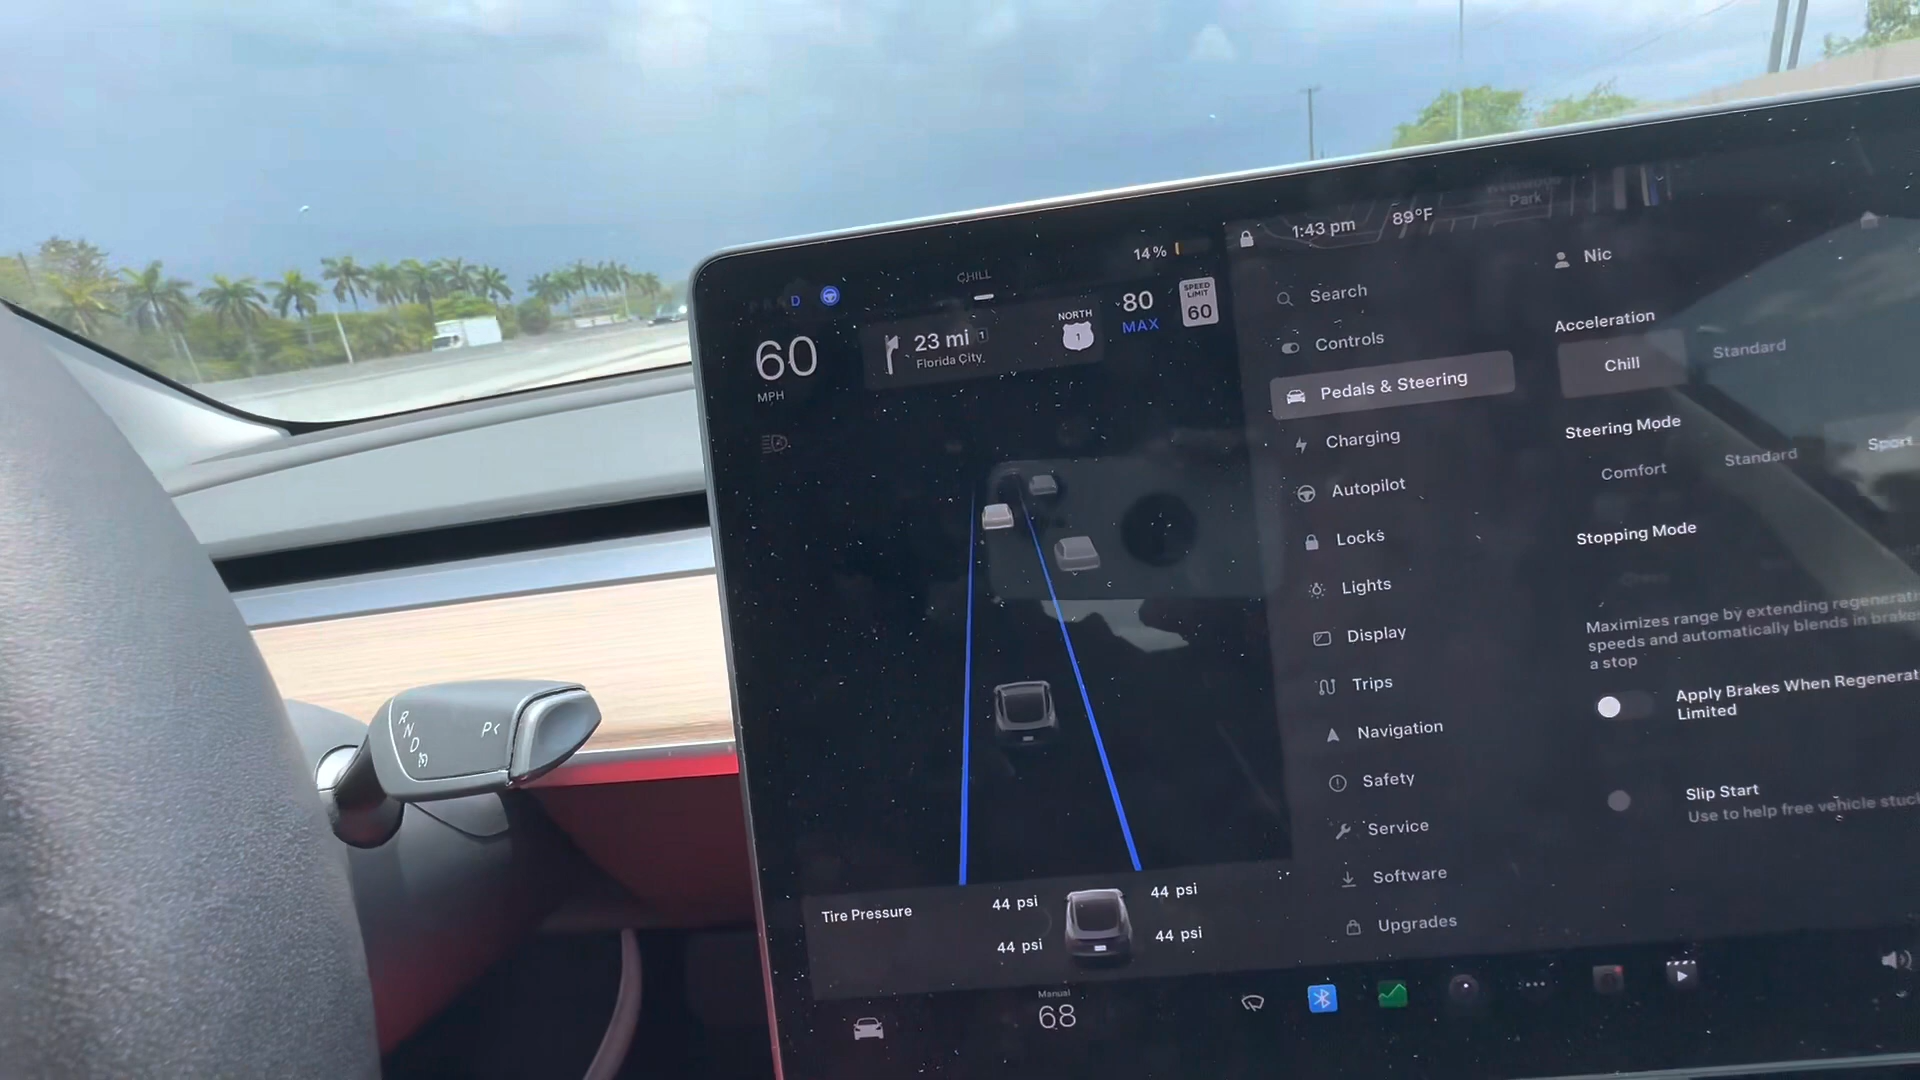 R
N
D
P<
D
CHILL
14%
60
MPH
23 mi 1
Florida City
NORTH
1
80
MAX
SPEED
LIMIT
60
1:43 pm
89°F
Park
Nic
Search
Controls
Pedals & Steering
Charging
Autopilot
Locks
Lights
Display
Trips
Navigation
Safety
Service
Software
Upgrades
Acceleration
Chill
Standard
Steering Mode
Comfort
Standard
Sport
Stopping Mode
Maximizes range by extending regenerati
speeds and automatically blends in brake
a stop
Apply Brakes When Regenerat
Limited
Slip Start
Use to help free vehicle stuc
Tire Pressure
44 psi
44 psi
44 psi
44 psi
Manual
68